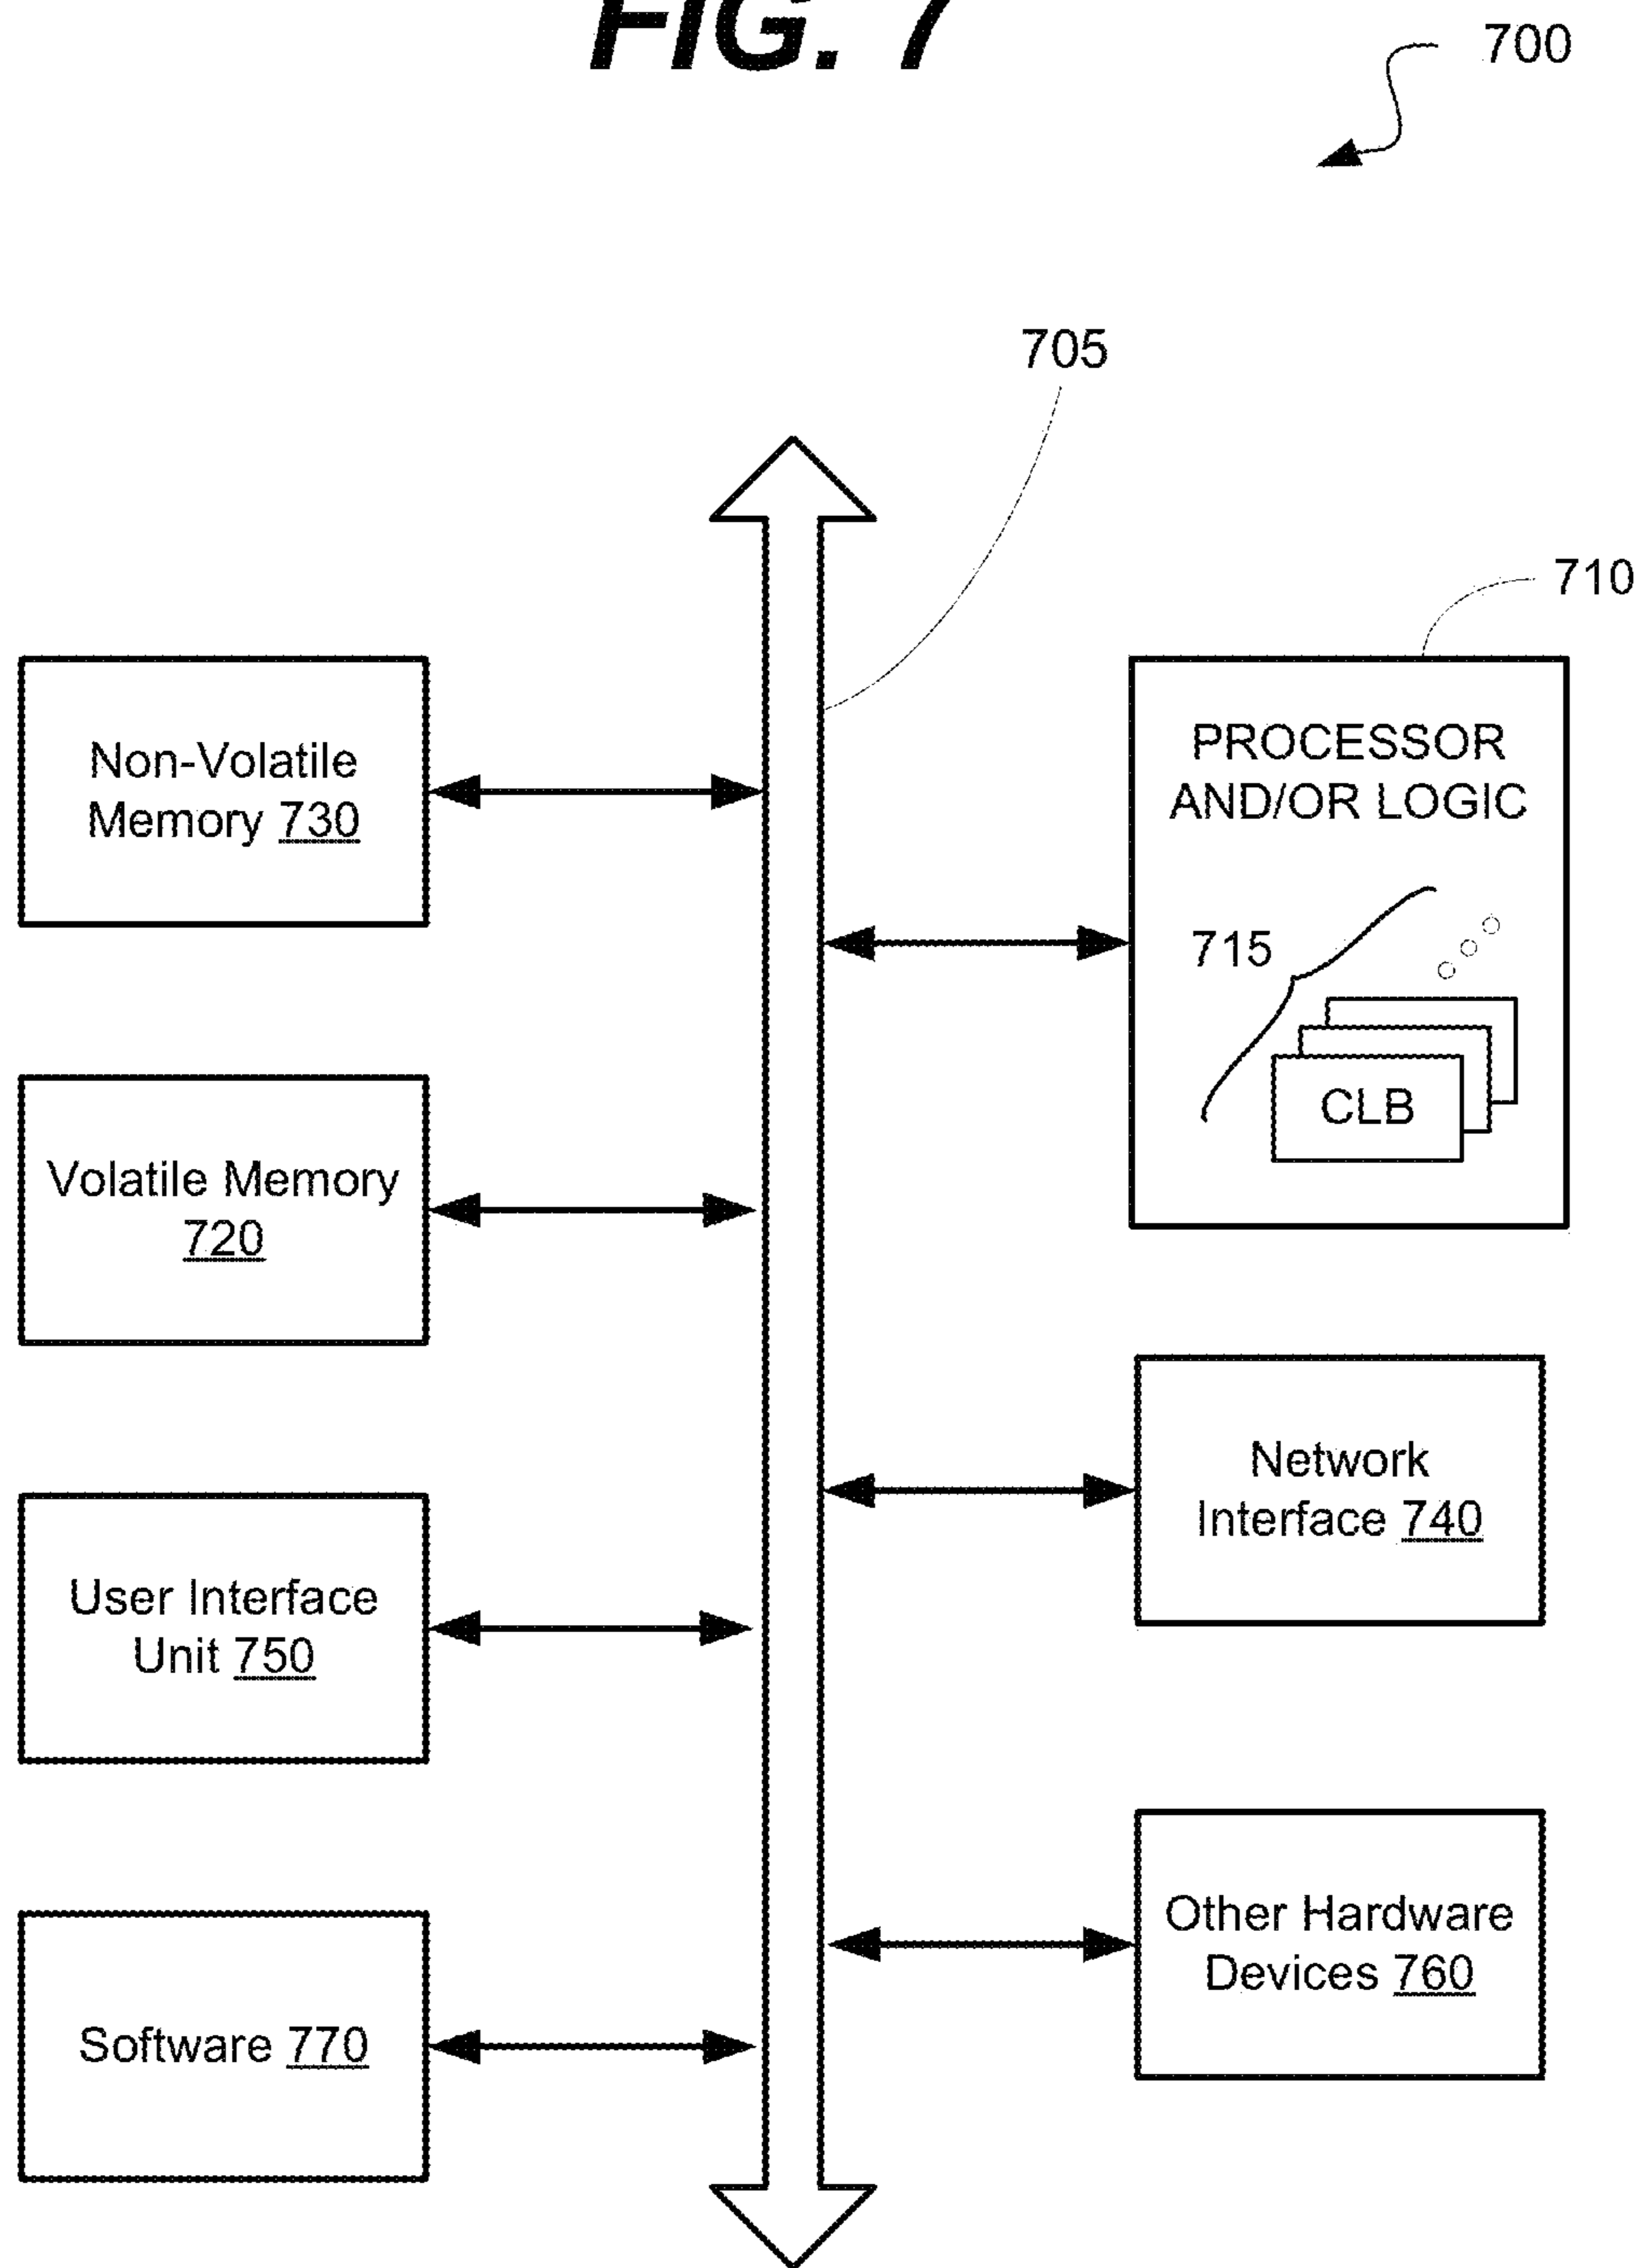 FIG. 7
700
705
710
Non-Volatile
Memory 730
PROCESSOR
AND/OR LOGIC
715
CLB
Volatile Memory
720
Network
Interface 740
User Interface
Unit 750
Other Hardware
Devices 760
Software 770